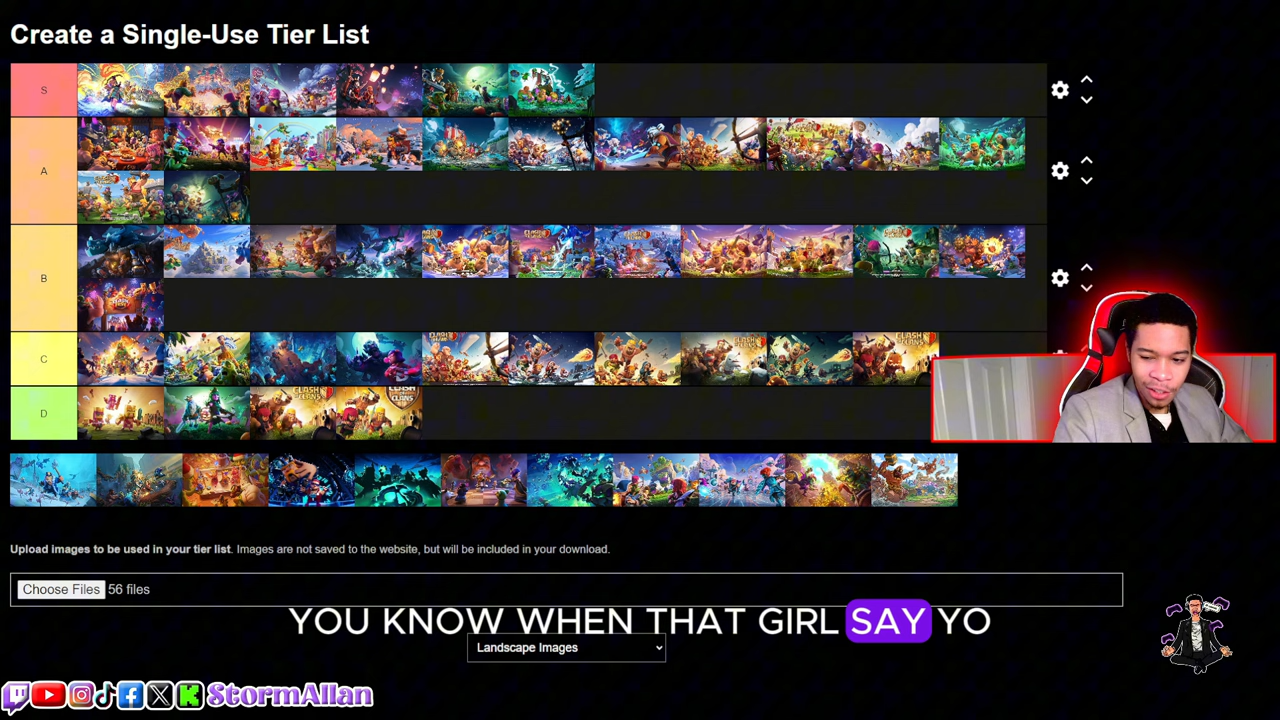 Create a Single-Use Tier List
S
A
B
C
D
Upload images to be used in your tier list. Images are not saved to the website, but will be included in your download.
Choose Files 56 files
YOU KNOW WHEN THAT GIRL SAY YO
Landscape Images
StormAllan